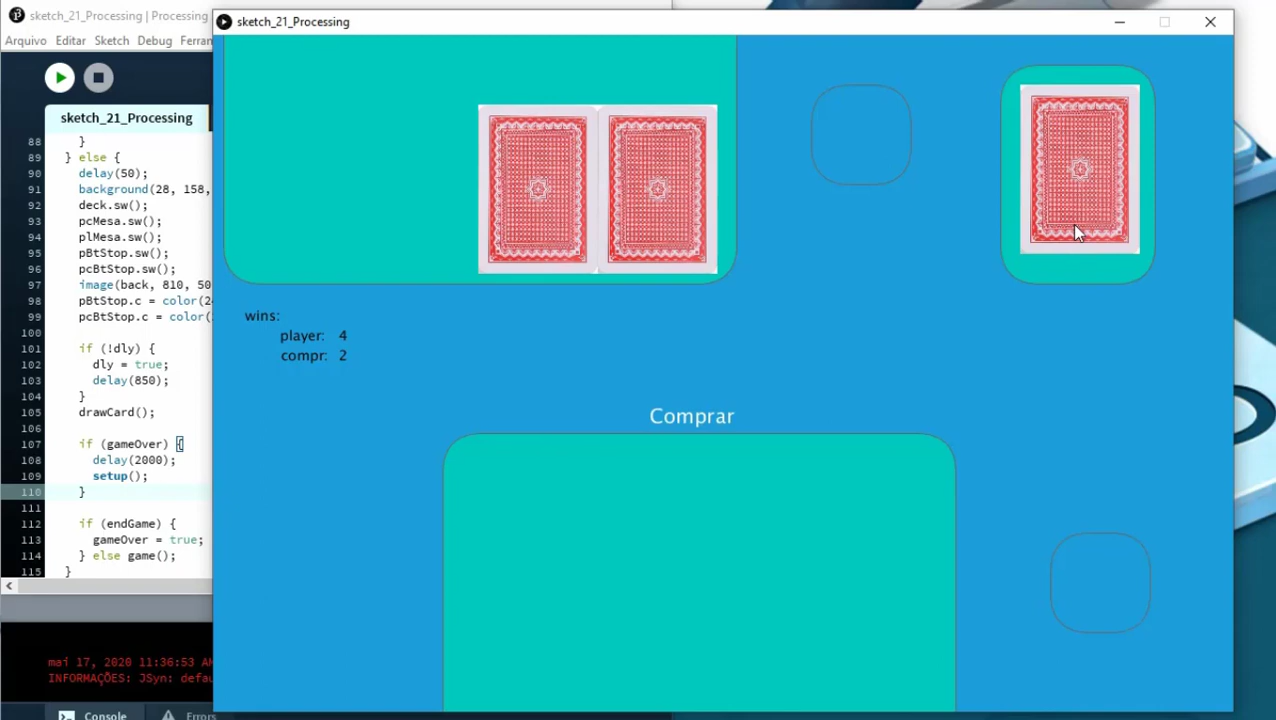 sketch_21_Processing | Processing
Arquivo Editar Sketch Debug Ferran
sketch_21_Processing
88 }
89 } else {
90 delay(50);
91 background(28, 158,
92 deck.sw();
93 pcMesa.sw();
94 plMesa.sw();
95 pBtStop.sw();
96 pcBtStop.sw();
97 image(back, 810, 50
98 pBtStop.c = color(2
99 pcBtStop.c = color(
100
101 if (!dly) {
102 dly = true;
103 delay(850);
104 }
105 drawCard();
106
107 if (gameOver) {
108 delay(2000);
109 setup();
110 }
111
112 if (endGame) {
113 gameOver = true;
114 } else game();
115 }
mai 17, 2020 11:36:53 AM
INFORMAÇÕES: JSyn: defau
Console Errors
sketch_21_Processing
wins:
player: 4
compr: 2
Comprar